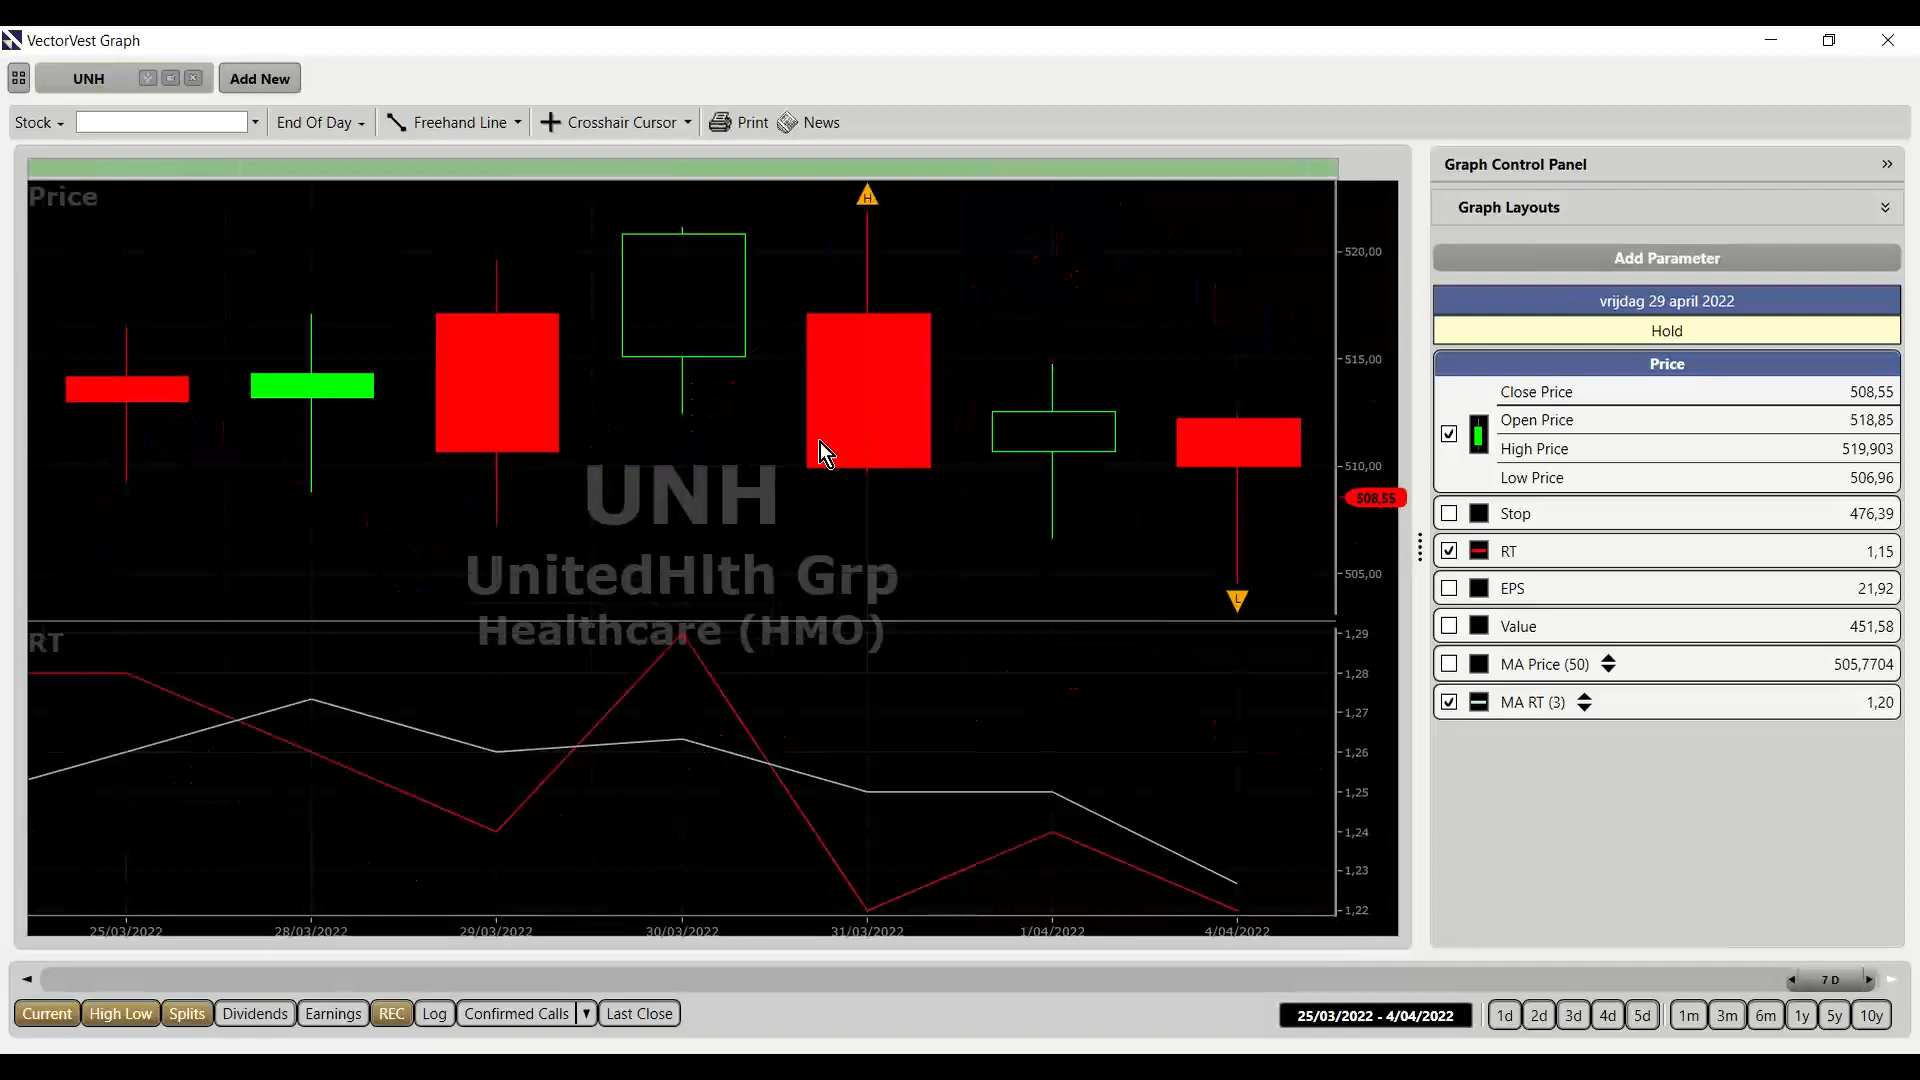 VectorVest Graph
UNH
Add New
Stock
End Of Day
Freehand Line
Crosshair Cursor
Print
News
Price
H
520,00
515,00
510,00
508,55
505,00
UNH
UnitedHlth Grp
Healthcare (HMO)
L
RT
1,29
1,28
1,27
1,26
1,25
1,24
1,23
1,22
25/03/2022 28/03/2022 29/03/2022 30/03/2022 31/03/2022 1/04/2022 4/04/2022
Graph Control Panel
Graph Layouts
Add Parameter
vrijdag 29 april 2022
Hold
Price
Close Price 508,55
Open Price 518,85
High Price 519,903
Low Price 506,96
Stop 476,39
RT 1,15
EPS 21,92
Value 451,58
MA Price (50) 505,7704
MA RT (3) 1,20
7 D
Current High Low Splits Dividends Earnings REC Log Confirmed Calls Last Close
25/03/2022 - 4/04/2022
1d 2d 3d 4d 5d 1m 3m 6m 1y 5y 10y